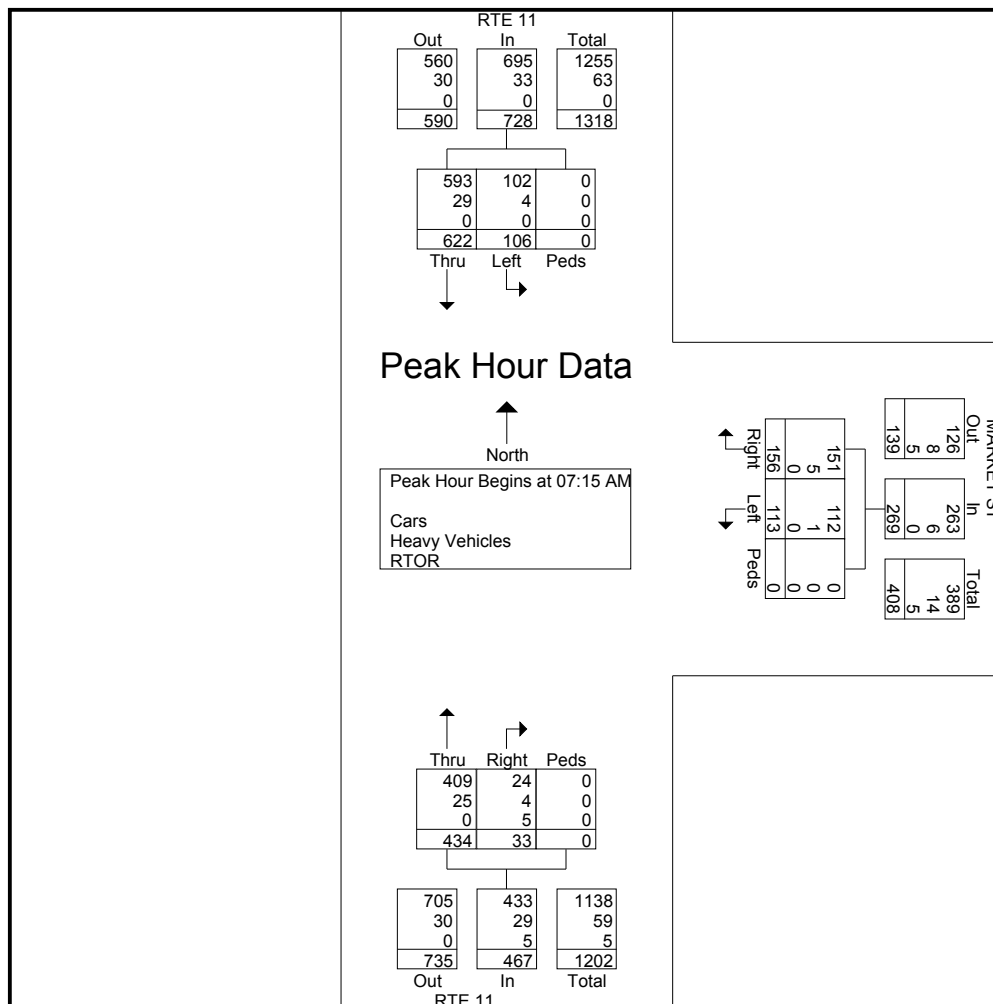 RTE 11
Out In Total
560 695 1255
30 33 63
0 0 0
590 728 1318
593 102 0
29 4 0
0 0 0
622 106 0
Thru Left Peds
Peak Hour Data
North
Peak Hour Begins at 07:15 AM
Cars
Heavy Vehicles
RTOR
Out In Total
126 263 389
8 6 14
5 0 5
139 269 408
151 112 0
5 1 0
0 0 0
156 113 0
Right Left Peds
Thru Right Peds
409 24 0
25 4 0
0 5 0
434 33 0
705 433 1138
30 29 59
0 5 5
735 467 1202
Out In Total
RTE 11